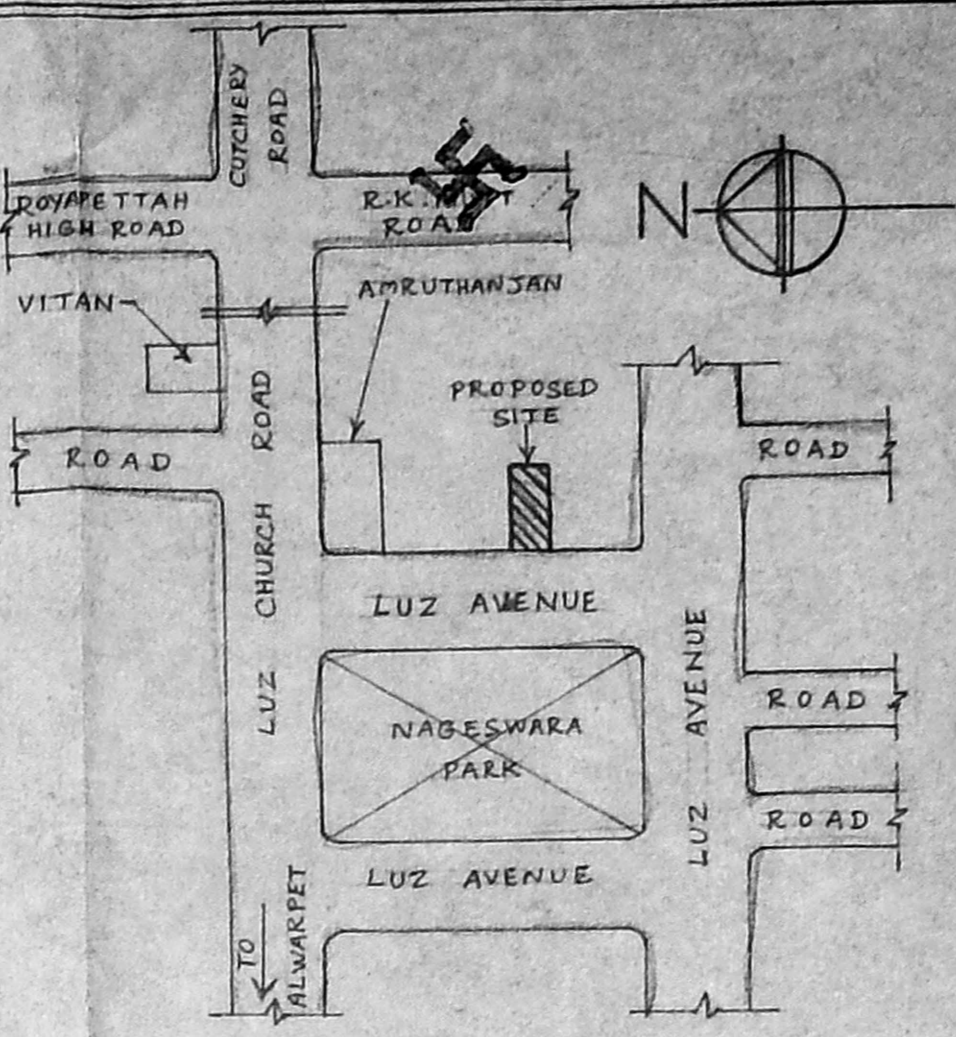 CUTCHERY
ROAD
ROYAPETTAH
HIGH ROAD
R.K.
ROAD
N
VITAN
AMRUTHANJAN
PROPOSED
SITE
ROAD
ROAD
LUZ CHURCH ROAD
LUZ AVENUE
LUZ AVENUE
NAGESWARA
PARK
ROAD
ROAD
LUZ AVENUE
TO
ALWARPET